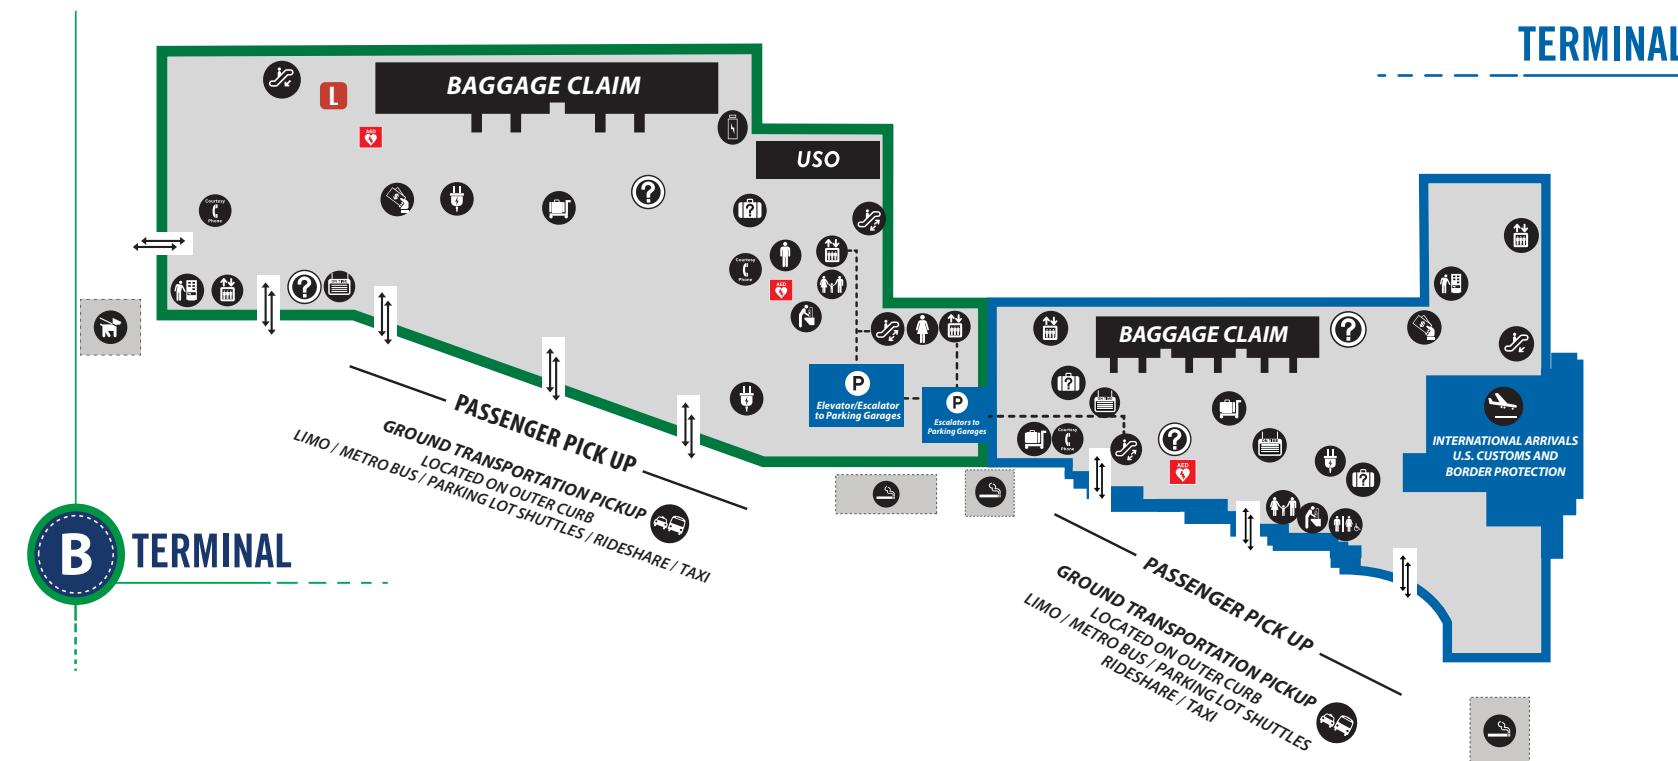 TERMINAL
BAGGAGE CLAIM
L
AED
USO
Courtesy
Phone
Courtesy
Phone
AED
P
Elevator/Escalator
to Parking Garages
P
Escalators to
Parking Garages
PASSENGER PICK UP
GROUND TRANSPORTATION PICKUP
LOCATED ON OUTER CURB
LIMO / METRO BUS / PARKING LOT SHUTTLES / RIDESHARE / TAXI
B
TERMINAL
BAGGAGE CLAIM
Courtesy
Phone
AED
INTERNATIONAL ARRIVALS
U.S. CUSTOMS AND
BORDER PROTECTION
PASSENGER PICK UP
GROUND TRANSPORTATION PICKUP
LOCATED ON OUTER CURB
LIMO / METRO BUS / PARKING LOT SHUTTLES
RIDESHARE / TAXI